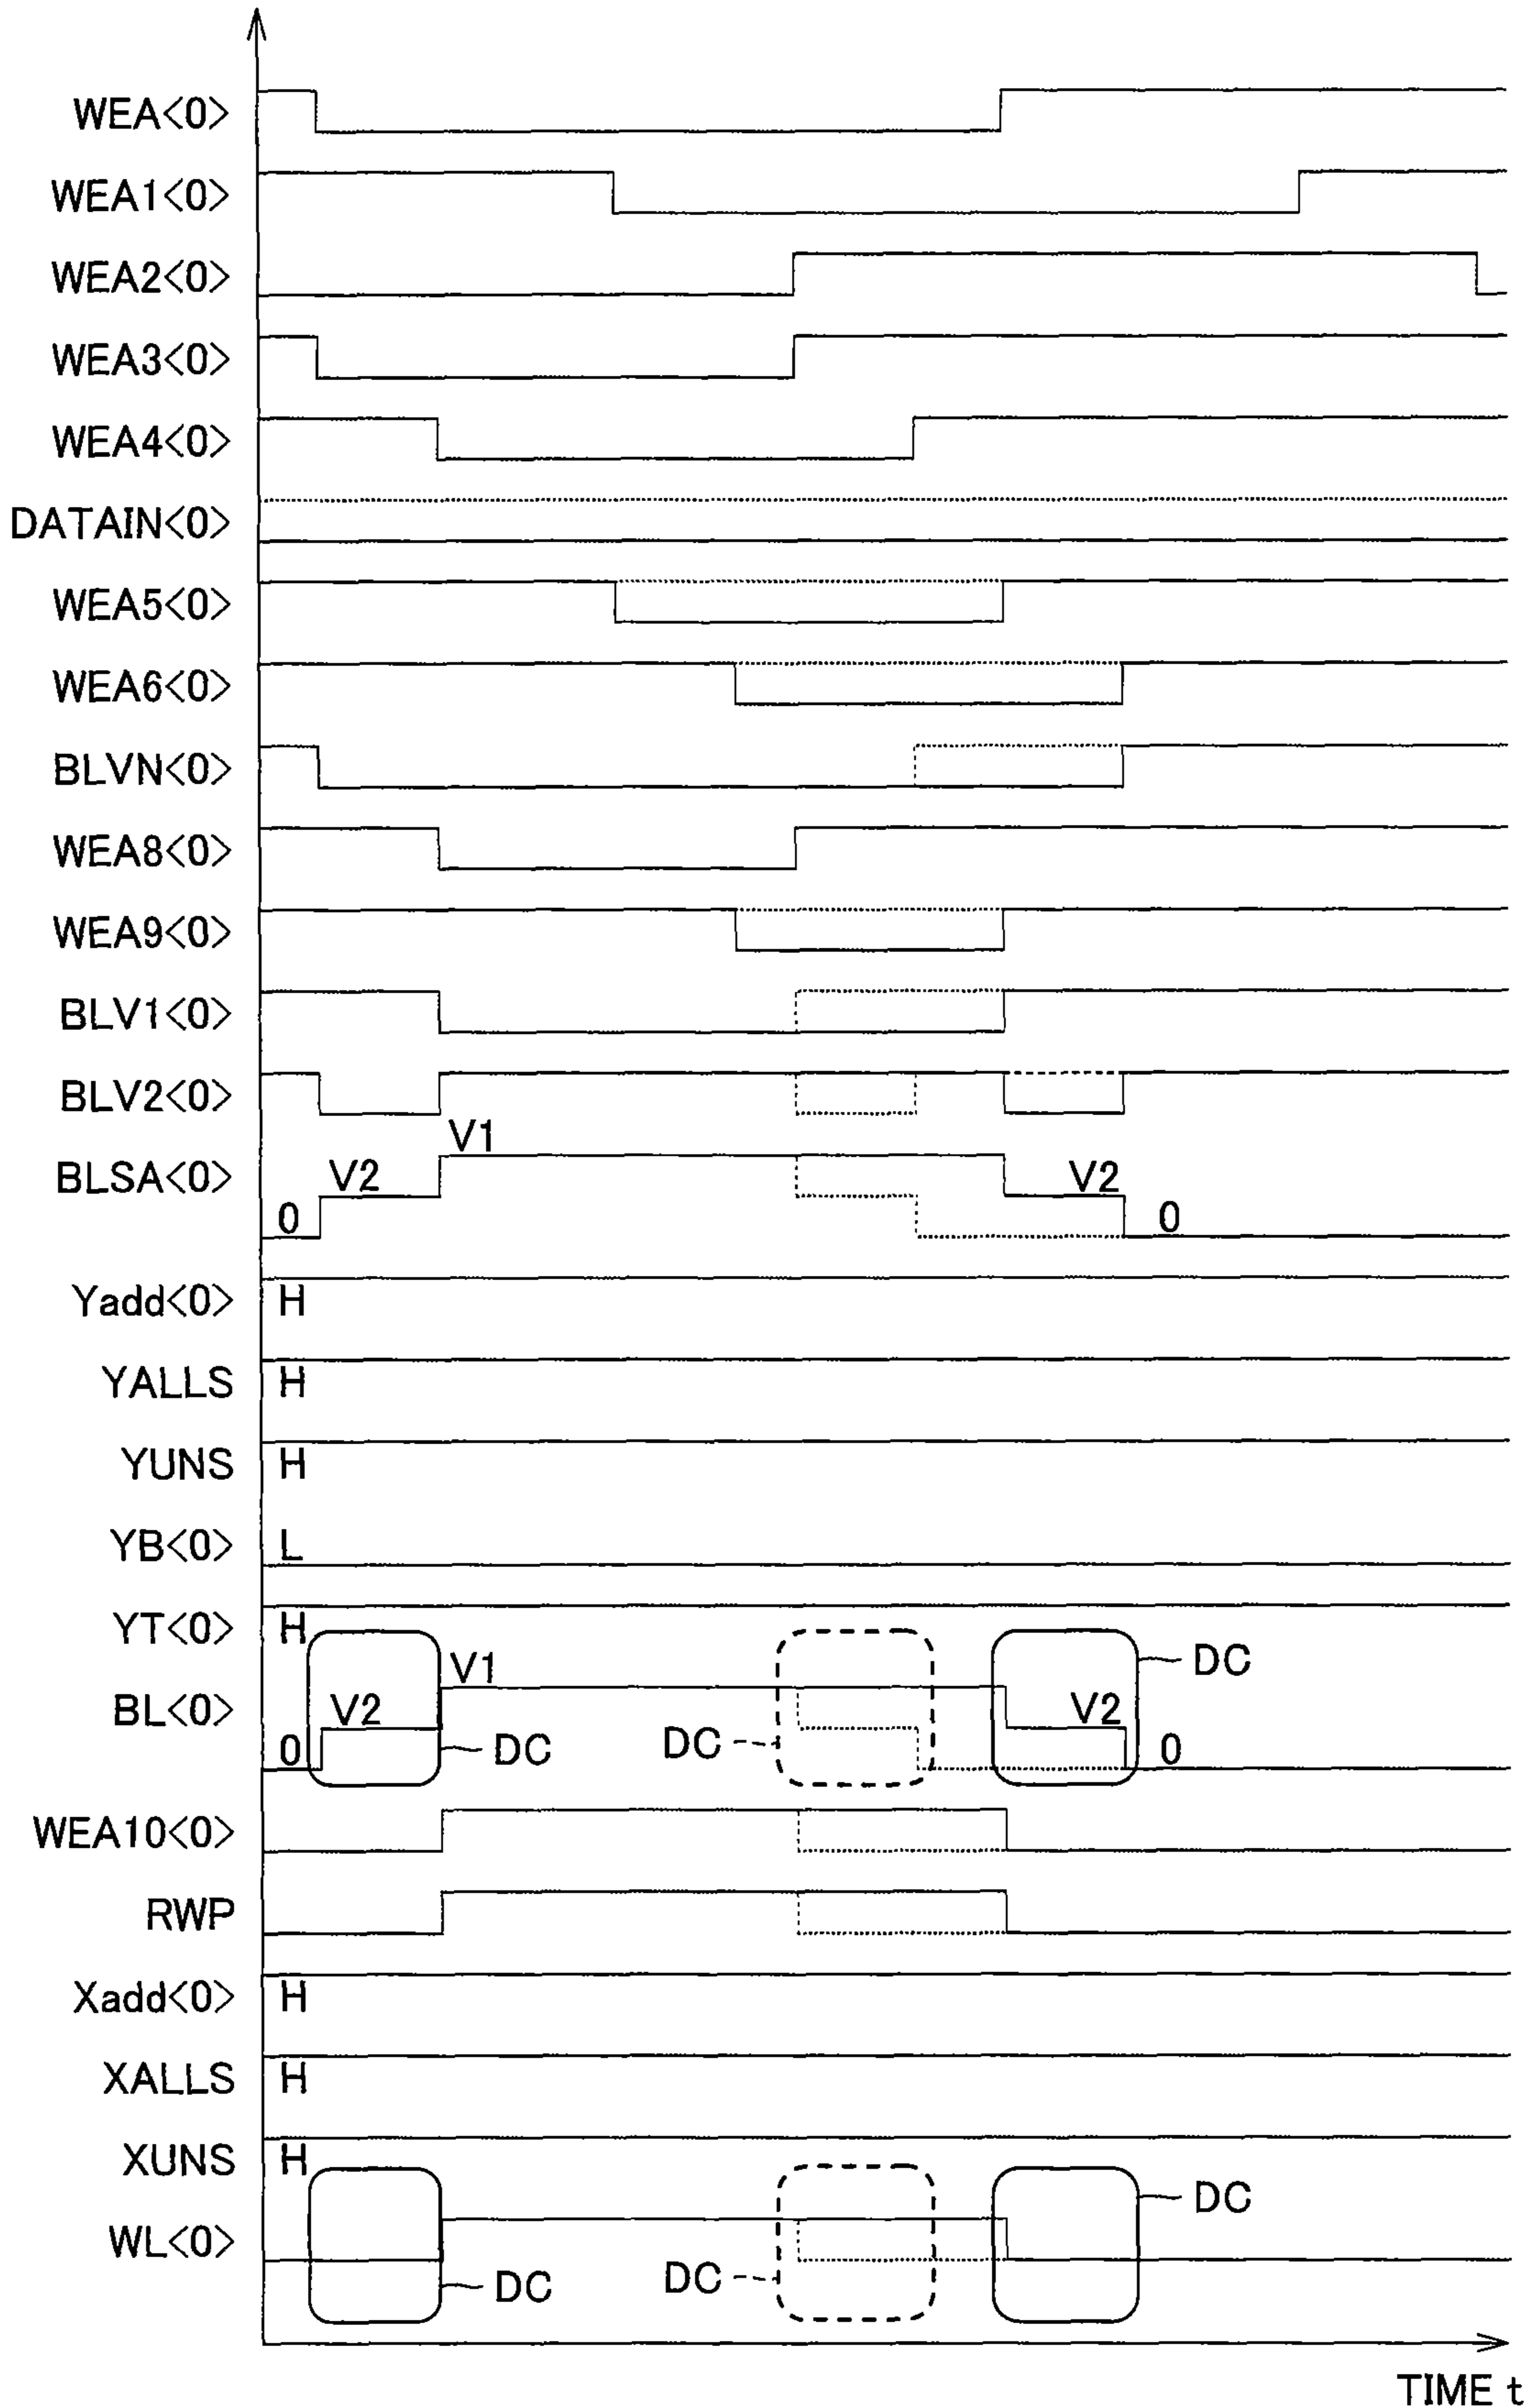 WEA<0>
WEA1<0>
WEA2<0>
WEA3<0>
WEA4<0>
DATAIN<0>
WEA5<0>
WEA6<0>
BLVN<0>
WEA8<0>
WEA9<0>
BLV1<0>
BLV2<0>
V1
BLSA<0> V2 V2
0 0
Yadd<0> H
YALLS H
YUNS H
YB<0> L
YT<0> H
V1 DC
BL<0> V2 V2
0 DC DC 0
WEA10<0>
RWP
Xadd<0> H
XALLS H
XUNS H
DC
WL<0>
DC DC
TIME t